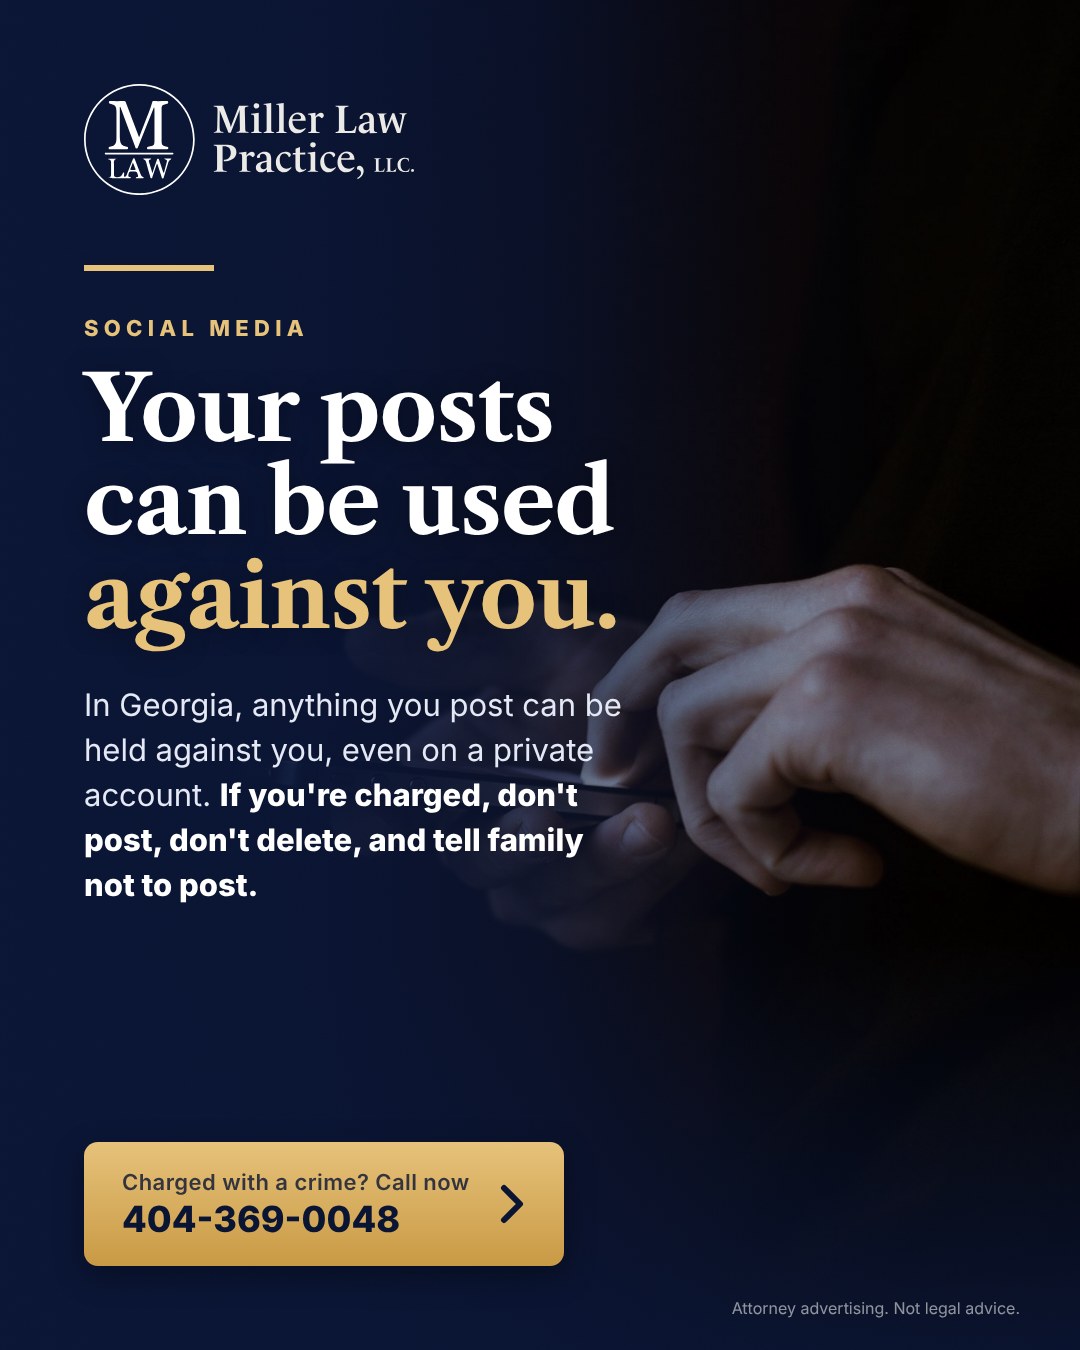 M
LAW
Miller Law
Practice, LLC.
SOCIAL MEDIA
Your posts
can be used
against you.
In Georgia, anything you post can be
held against you, even on a private
account. If you're charged, don't
post, don't delete, and tell family
not to post.
Charged with a crime? Call now
404-369-0048
Attorney advertising. Not legal advice.